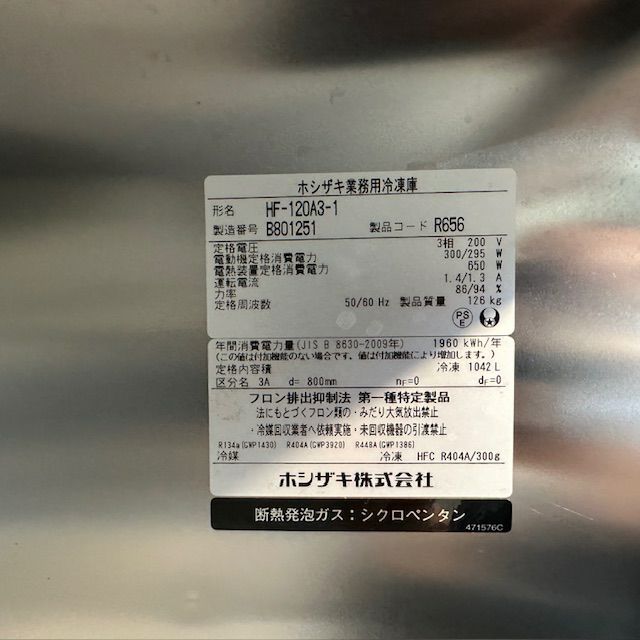 ホシザキ業務用冷凍庫
形名 HF-120A3-1
製造番号 B801251 製品コード R656
定格電圧 3相 200 V
電動機定格消費電力 300/295 W
電熱装置定格消費電力 650 W
運転電流 1.4/1.3 A
力率 86/94 %
定格周波数 50/60 Hz 製品質量 126 kg
PS
E
年間消費電力量(JIS B 8630-2009年) 1960 kWh/年
(この値は付加機能のない場合です。値は付加機能により増加します。)
定格内容積 冷凍 1042 L
区分名 3A d= 800mm nF=0 dF=0
フロン排出抑制法 第一種特定製品
・法にもとづくフロン類の・みだり大気放出禁止
・冷媒回収業者へ依頼実施・未回収機器の引渡禁止
R134a(GWP1430) R404A(GWP3920) R448A(GWP1386)
冷媒 冷凍 HFC R404A/300g
ホシザキ株式会社
断熱発泡ガス：シクロペンタン
471576C